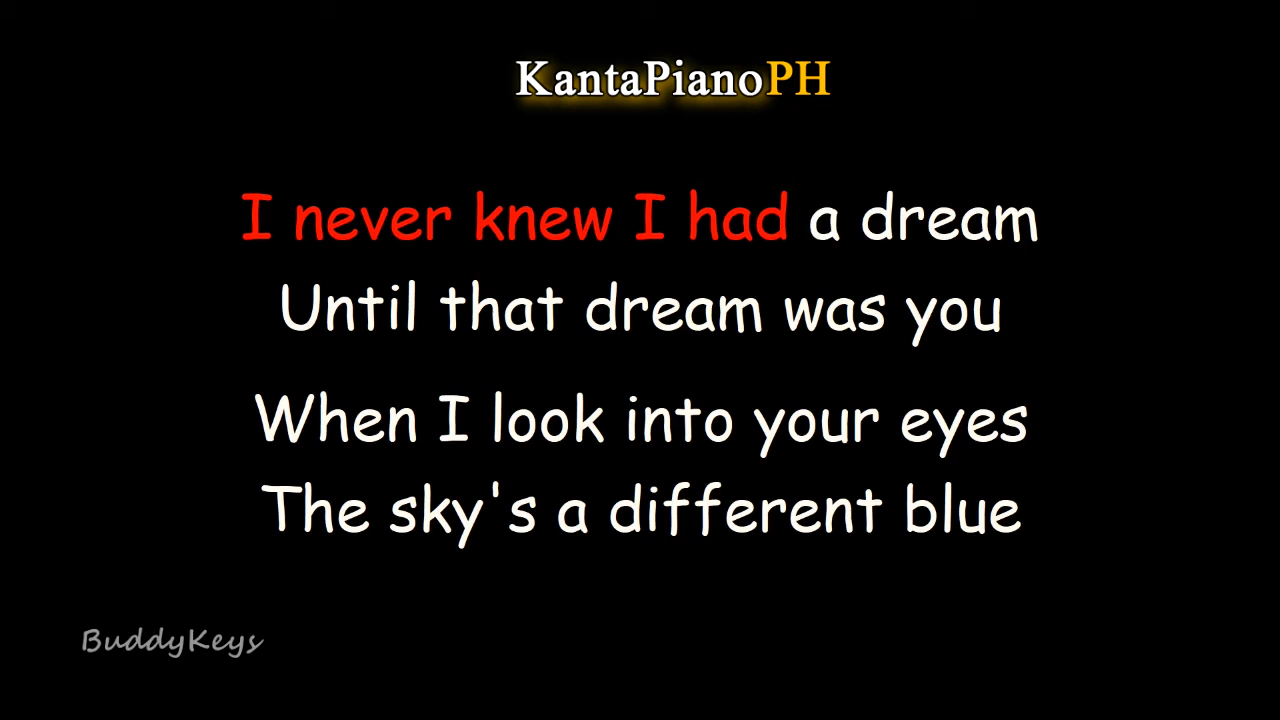 KantaPianoPH
I never knew I had a dream
Until that dream was you
When I look into your eyes
The sky's a different blue
BuddyKeys